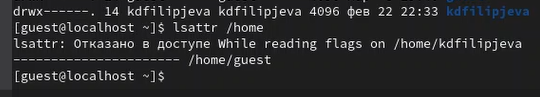 drwx------. 14 kdfilipjeva kdfilipjeva 4096 фев 22 22:33 kdfilipjeva
[guest@localhost ~]$ lsattr /home
lsattr: Отказано в доступе While reading flags on /home/kdfilipjeva
---------------------- /home/guest
[guest@localhost ~]$